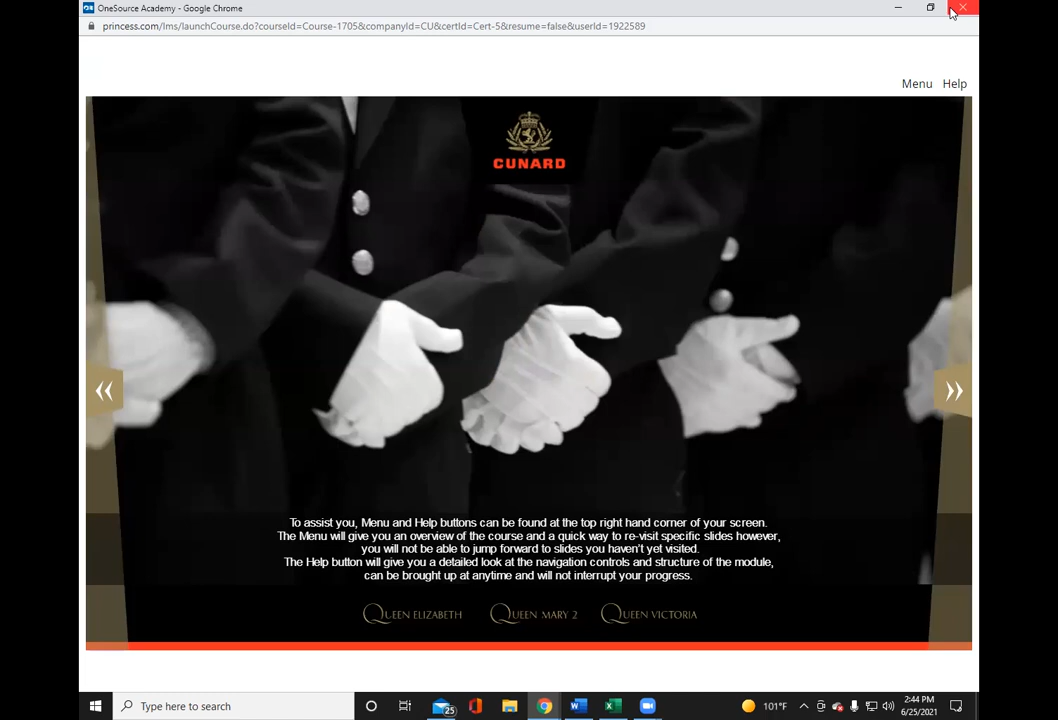 OneSource Academy - Google Chrome
princess.com/lms/launchCourse.do?courseId=Course-1705&companyId=CU&certId=Cert-5&resume=false&userId=1922589
Menu Help
CUNARD
To assist you, Menu and Help buttons can be found at the top right hand corner of your screen.
The Menu will give you an overview of the course and a quick way to re-visit specific slides however,
you will not be able to jump forward to slides you haven't yet visited.
The Help button will give you a detailed look at the navigation controls and structure of the module,
can be brought up at anytime and will not interrupt your progress.
QUEEN ELIZABETH QUEEN MARY 2 QUEEN VICTORIA
Type here to search
25
101°F
2:44 PM
6/25/2021